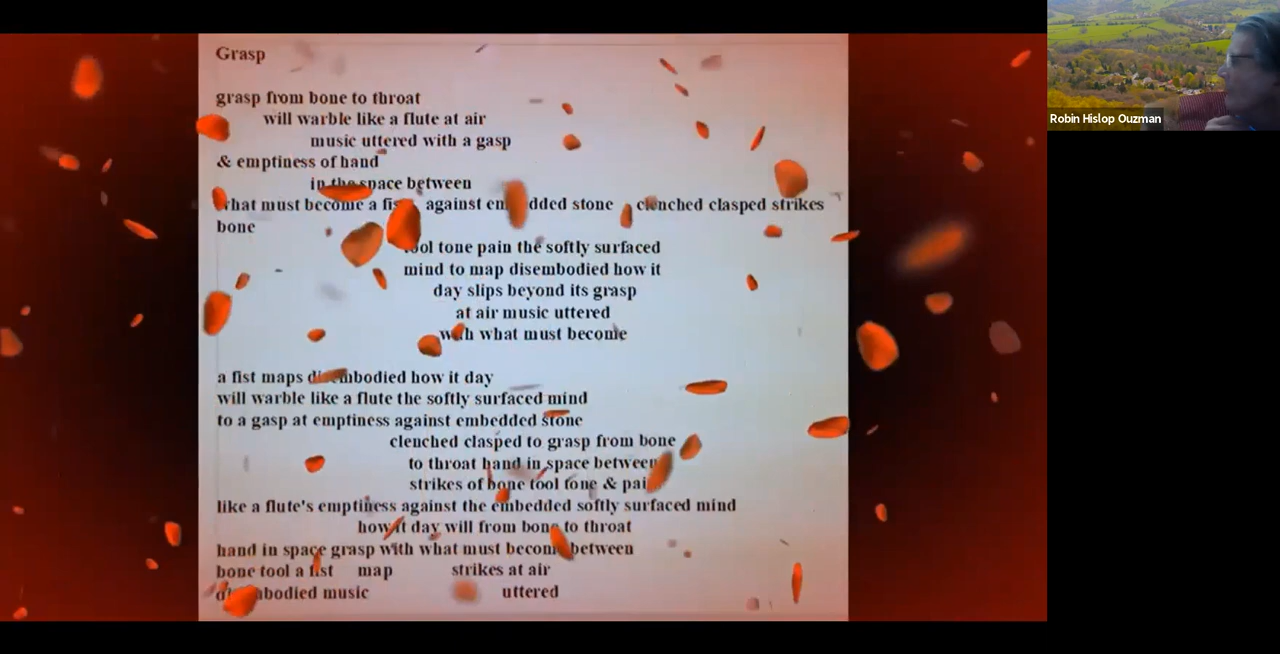 Grasp
grasp from bone to throat
will warble like a flute at air
music uttered with a gasp
& emptiness of hand
in the space between
what must become a fist against embedded stone clenched clasped strikes
bone
tool tone pain the softly surfaced
mind to map disembodied how it
day slips beyond its grasp
at air music uttered
with what must become
a fist maps disembodied how it day
will warble like a flute the softly surfaced mind
to a gasp at emptiness against embedded stone
clenched clasped to grasp from bone
to throat hand in space between
strikes of bone tool tone & pain
like a flute's emptiness against the embedded softly surfaced mind
how it day will from bone to throat
hand in space grasp with what must become between
bone tool a fist map strikes at air
music uttered
Robin Hislop Ouzman